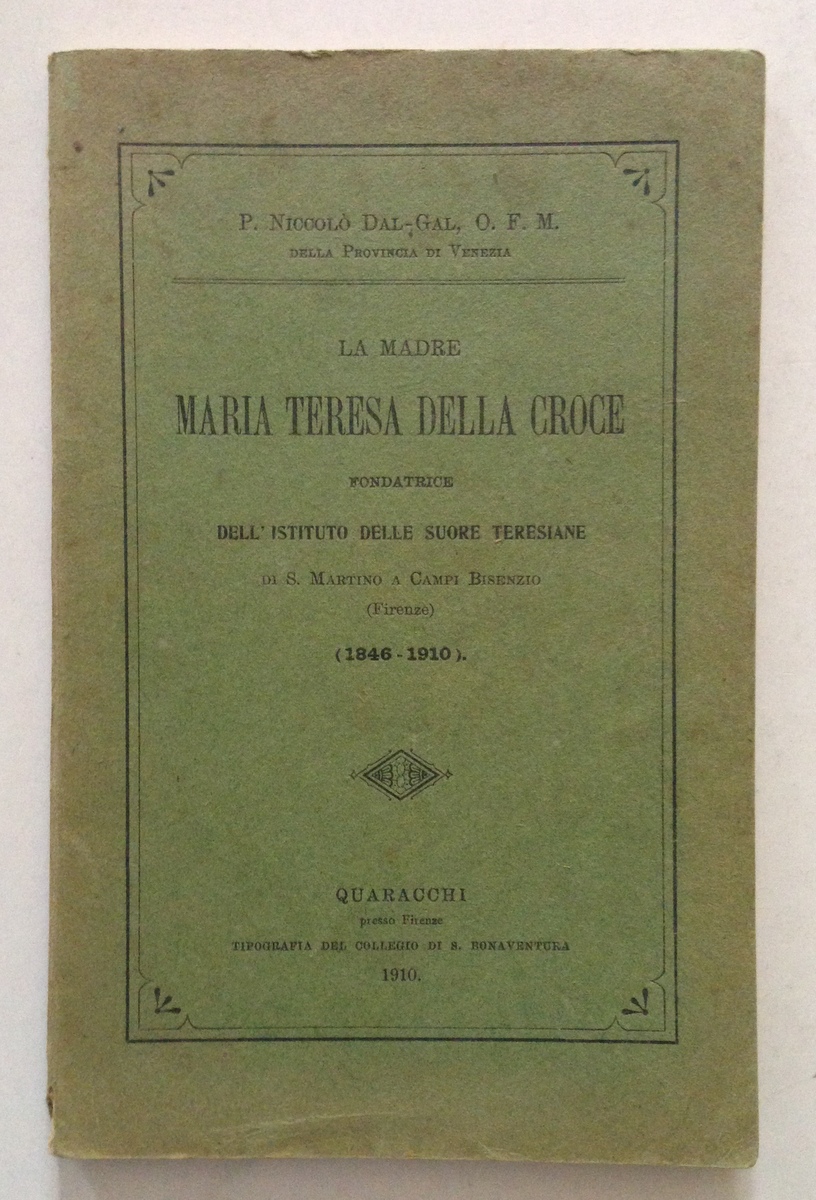 P. Niccolò Dal-Gal, O. F. M.
della Provincia di Venezia
LA MADRE
MARIA TERESA DELLA CROCE
FONDATRICE
DELL' ISTITUTO DELLE SUORE TERESIANE
di S. Martino a Campi Bisenzio
(Firenze)
(1846 - 1910).
QUARACCHI
presso Firenze
TIPOGRAFIA DEL COLLEGIO DI S. BONAVENTURA
1910.